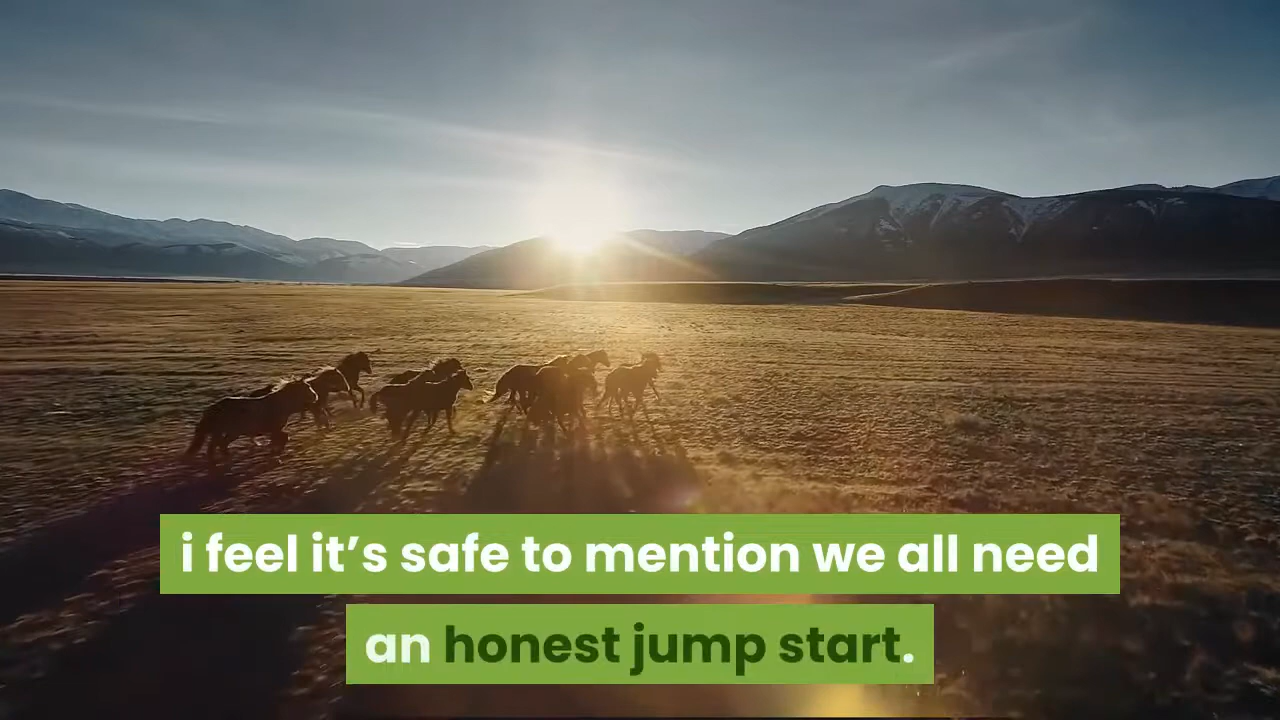 i feel it’s safe to mention we all need
an honest jump start.